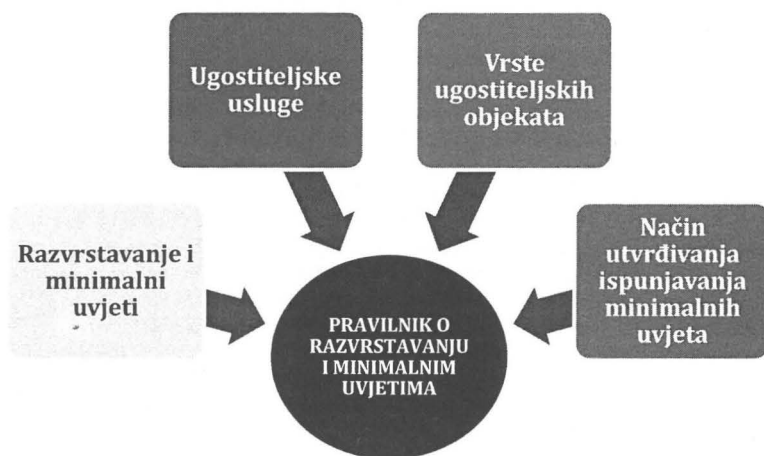 Ugostiteljske
usluge
Vrste
ugostiteljskih
objekata
Razvrstavanje i
minimalni
uvjeti
Način
utvrđivanja
ispunjavanja
minimalnih
uvjeta
PRAVILNIK O
RAZVRSTAVANJU
I MINIMALNIM
UVJETIMA